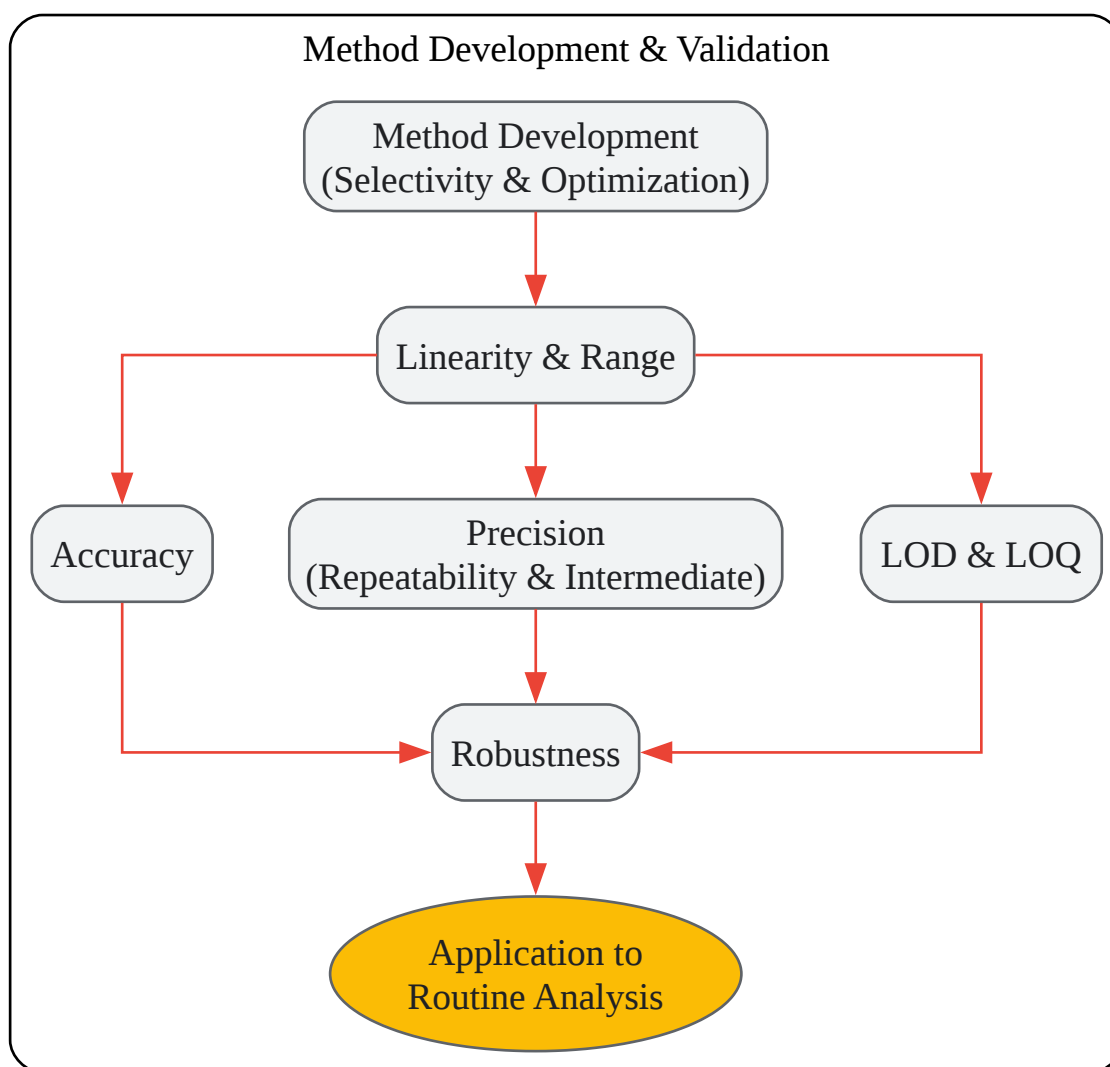 Method Development & Validation
Method Development
(Selectivity & Optimization)
Linearity & Range
Accuracy
Precision
(Repeatability & Intermediate)
LOD & LOQ
Robustness
Application to
Routine Analysis